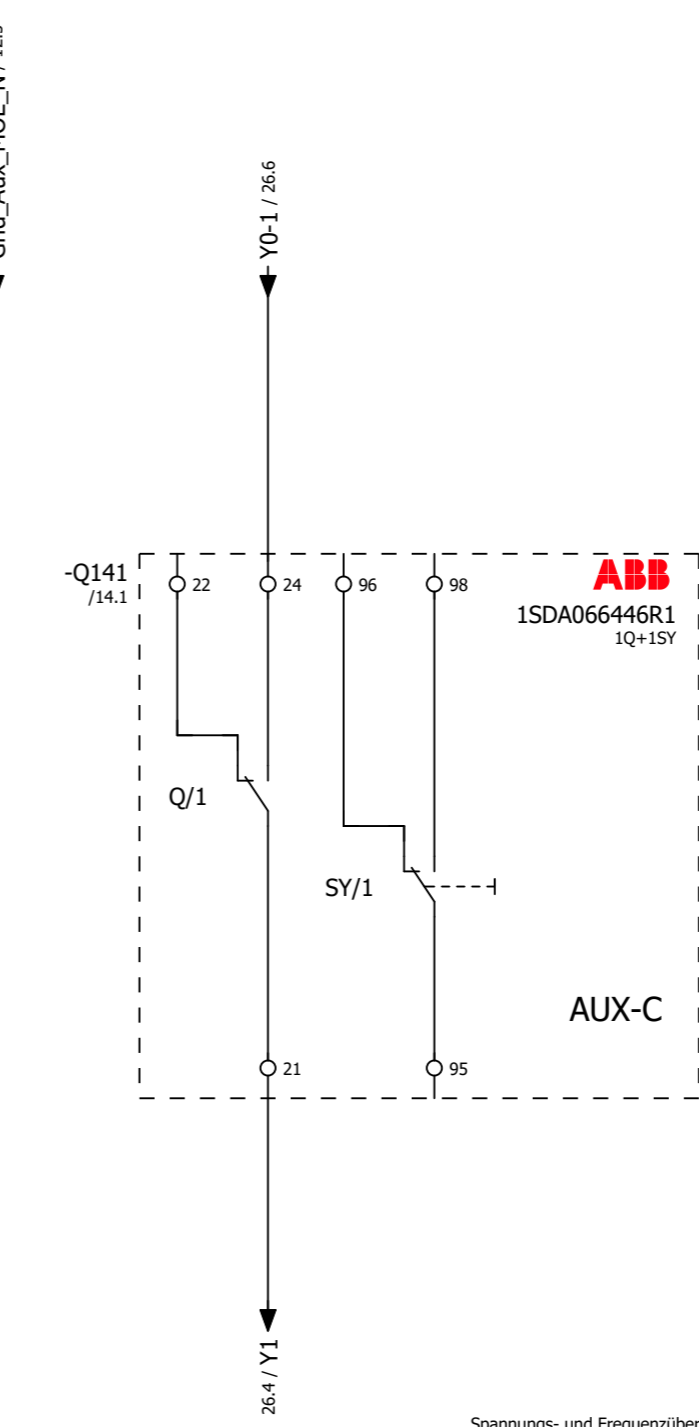 Y0-1 / 26.6
-Q141
/14.1
22
24
96
98
ABB
1SDA066446R1
1Q+1SY
Q/1
SY/1
AUX-C
21
95
26.4 / Y1